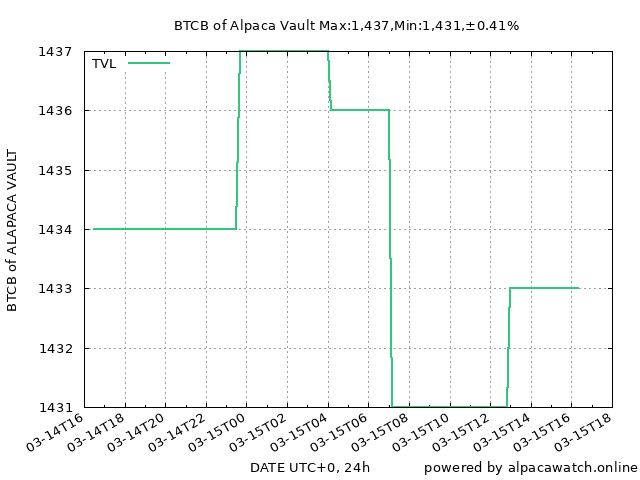 BTCB of Alpaca Vault Max:1,437,Min:1,431,±0.41%
TVL
BTCB of ALAPACA VAULT
1437
1436
1435
1434
1433
1432
1431
03-14T16
03-14T18
03-14T20
03-14T22
03-15T00
03-15T02
03-15T04
03-15T06
03-15T08
03-15T10
03-15T12
03-15T14
03-15T16
03-15T18
DATE UTC+0, 24h
powered by alpacawatch.online